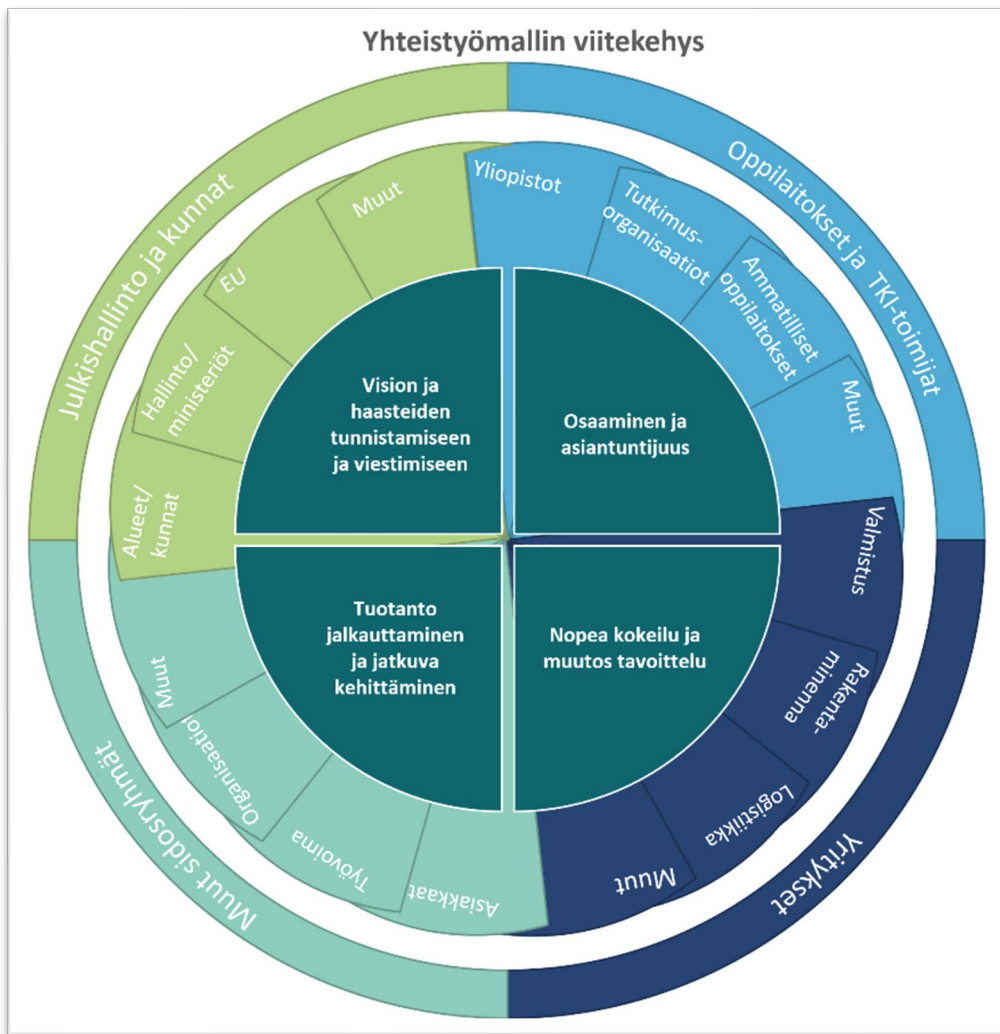 Yhteistyömallin viitekehys
Julkishallinto ja kunnat
Oppilaitokset ja TKI-toimijat
Yritykset
Muut sidosryhmät
Alueet/
kunnat
Hallinto/
ministeriöt
EU
Muut
Yliopistot
Tutkimus-
organisaatiot
Ammatilliset
oppilaitokset
Muut
Valmistus
Rakenta-
minenna
Logistiikka
Muut
Asiakkaat
Työvoima
Organisaatiot
Muut
Vision ja
haasteiden
tunnistamiseen
ja viestimiseen
Osaaminen ja
asiantuntijuus
Tuotanto
jalkauttaminen
ja jatkuva
kehittäminen
Nopea kokeilu ja
muutos tavoittelu